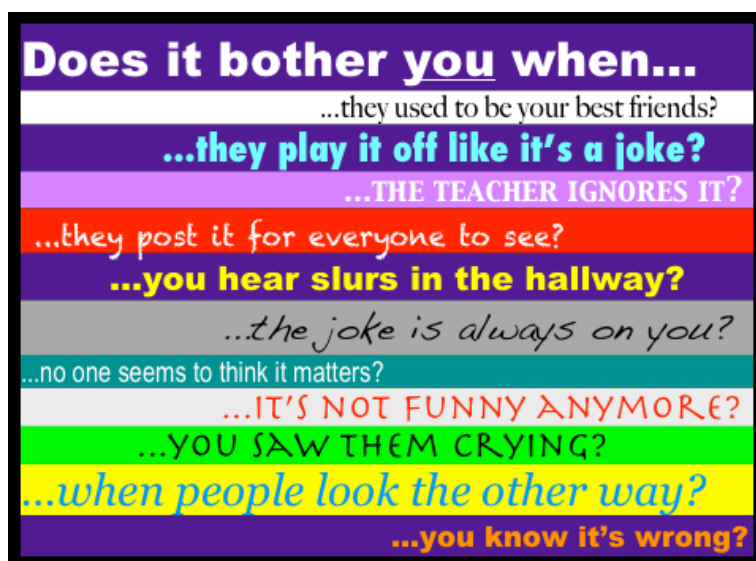 Does it bother you when...
...they used to be your best friends?
...they play it off like it's a joke?
...THE TEACHER IGNORES IT?
...they post it for everyone to see?
...you hear slurs in the hallway?
...the joke is always on you?
...no one seems to think it matters?
...IT'S NOT FUNNY ANYMORE?
...YOU SAW THEM CRYING?
...when people look the other way?
...you know it's wrong?